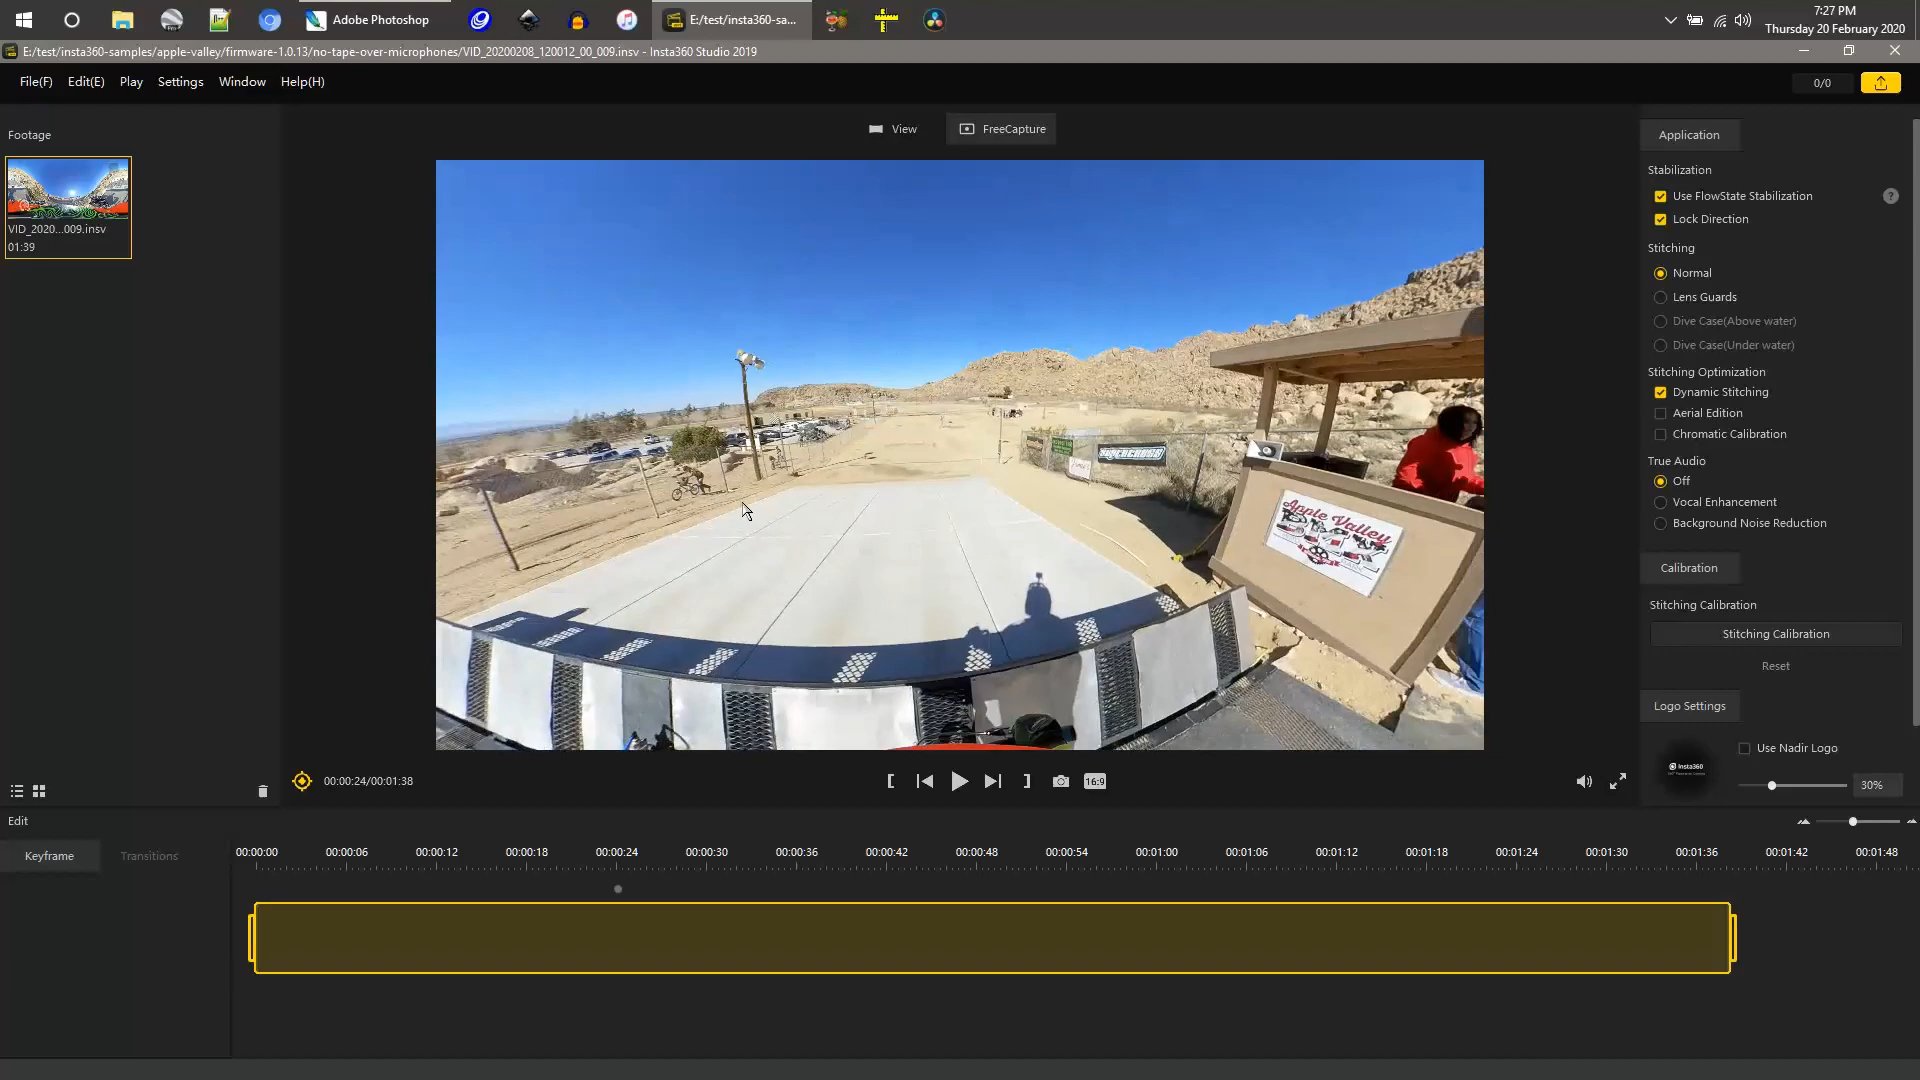 Adobe Photoshop
E:/test/insta360-sa...
7:27 PM
Thursday 20 February 2020
E:/test/insta360-samples/apple-valley/firmware-1.0.13/no-tape-over-microphones/VID_20200208_120012_00_009.insv - Insta360 Studio 2019
File(F) Edit(E) Play Settings Window Help(H)
0/0
Footage
VID_2020...009.insv
01:39
View
FreeCapture
SUPERCROSS
Apple Valley
Application
Stabilization
Use FlowState Stabilization
?
Lock Direction
Stitching
Normal
Lens Guards
Dive Case(Above water)
Dive Case(Under water)
Stitching Optimization
Dynamic Stitching
Aerial Edition
Chromatic Calibration
True Audio
Off
Vocal Enhancement
Background Noise Reduction
Calibration
Stitching Calibration
Stitching Calibration
Reset
Logo Settings
Use Nadir Logo
Insta360
30%
00:00:24/00:01:38
16:9
Edit
Keyframe
Transitions
00:00:00 00:00:06 00:00:12 00:00:18 00:00:24 00:00:30 00:00:36 00:00:42 00:00:48 00:00:54 00:01:00 00:01:06 00:01:12 00:01:18 00:01:24 00:01:30 00:01:36 00:01:42 00:01:48